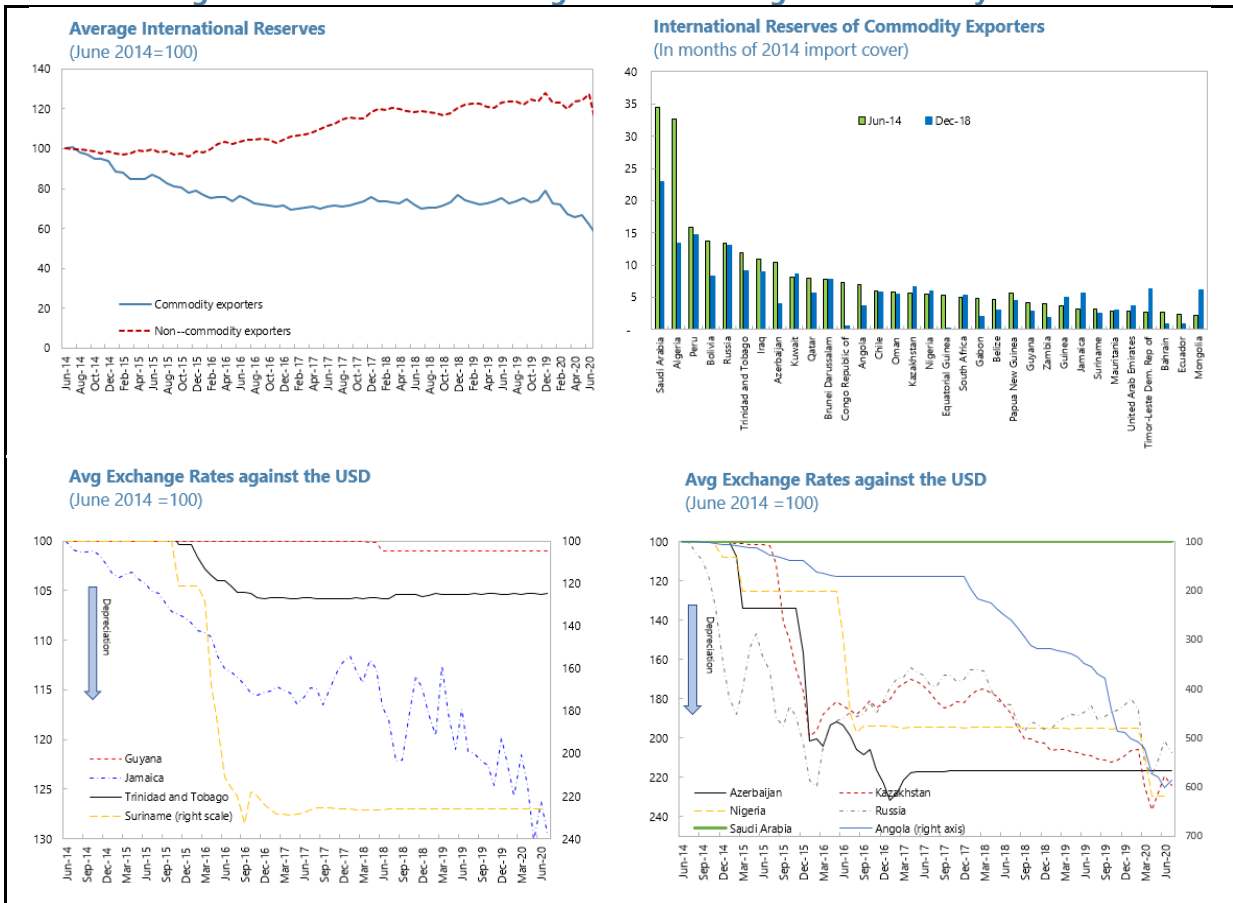 Average International Reserves
(June 2014=100)
140
120
100
80
60
40
20
0
Commodity exporters
Non--commodity exporters
Jun-14
Aug-14
Oct-14
Dec-14
Feb-15
Apr-15
Jun-15
Aug-15
Oct-15
Dec-15
Feb-16
Apr-16
Jun-16
Aug-16
Oct-16
Dec-16
Feb-17
Apr-17
Jun-17
Aug-17
Oct-17
Dec-17
Feb-18
Apr-18
Jun-18
Aug-18
Oct-18
Dec-18
Feb-19
Apr-19
Jun-19
Aug-19
Oct-19
Dec-19
Feb-20
Apr-20
Jun-20
International Reserves of Commodity Exporters
(In months of 2014 import cover)
40
35
30
25
20
15
10
5
-
Jun-14
Dec-18
Saudi Arabia
Algeria
Peru
Bolivia
Russia
Trinidad and Tobago
Iraq
Azerbaijan
Kuwait
Qatar
Brunei Darussalam
Congo Republic of
Angola
Chile
Oman
Kazakhstan
Nigeria
Equatorial Guinea
South Africa
Gabon
Belize
Papua New Guinea
Guyana
Zambia
Guinea
Jamaica
Suriname
Mauritania
United Arab Emirates
Timor-Leste Dem. Rep of
Bahrain
Ecuador
Mongolia
Avg Exchange Rates against the USD
(June 2014 =100)
100
105
110
115
120
125
130
Depreciation
Guyana
Jamaica
Trinidad and Tobago
Suriname (right scale)
100
120
140
160
180
200
220
240
Jun-14
Sep-14
Dec-14
Mar-15
Jun-15
Sep-15
Dec-15
Mar-16
Jun-16
Sep-16
Dec-16
Mar-17
Jun-17
Sep-17
Dec-17
Mar-18
Jun-18
Sep-18
Dec-18
Mar-19
Jun-19
Sep-19
Dec-19
Mar-20
Jun-20
Avg Exchange Rates against the USD
(June 2014 =100)
100
120
140
160
180
200
220
240
Depreciation
Azerbaijan
Kazakhstan
Nigeria
Russia
Saudi Arabia
Angola (right axis)
100
200
300
400
500
600
700
Jun-14
Sep-14
Dec-14
Mar-15
Jun-15
Sep-15
Dec-15
Mar-16
Jun-16
Sep-16
Dec-16
Mar-17
Jun-17
Sep-17
Dec-17
Mar-18
Jun-18
Sep-18
Dec-18
Mar-19
Jun-19
Sep-19
Dec-19
Mar-20
Jun-20